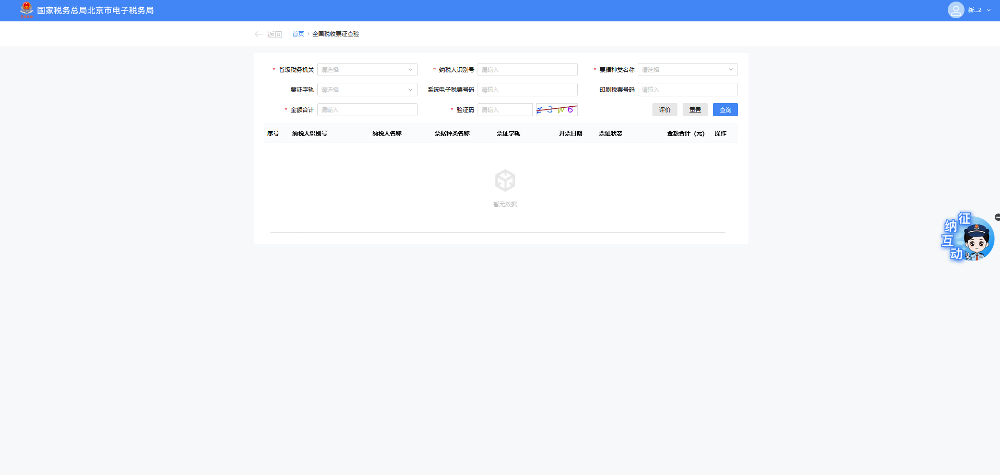 国家税务总局北京市电子税务局
新...2
返回 首页 > 全国税收票证查验
* 省级税务机关 请选择 * 纳税人识别号 请输入 * 票据种类名称 请选择
票证字轨 请选择 系统电子税票号码 请输入 印刷税票号码 请输入
* 金额合计 请输入 * 验证码 请输入 z 3 w 6 评价 重置 查询
序号 纳税人识别号 纳税人名称 票据种类名称 票证字轨 开票日期 票证状态 金额合计 (元) 操作
暂无数据
征纳互动